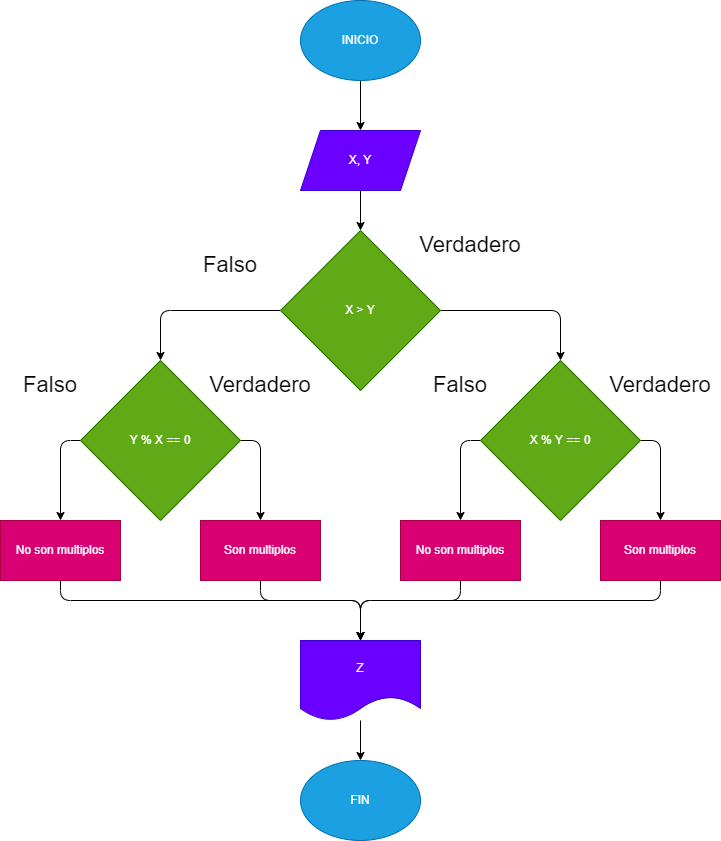 INICIO
X, Y
Falso
Verdadero
X > Y
Falso
Verdadero
Falso
Verdadero
Y % X == 0
X % Y == 0
No son multiplos
Son multiplos
No son multiplos
Son multiplos
Z
FIN